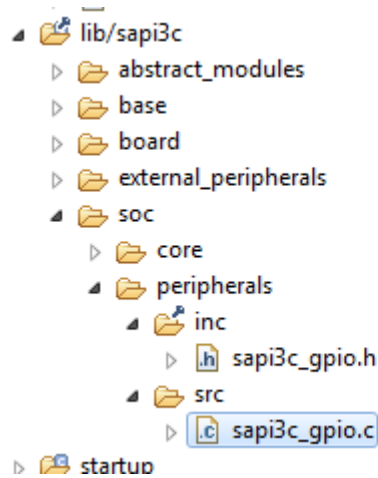 lib/sapi3c
abstract_modules
base
board
external_peripherals
soc
core
peripherals
inc
.h sapi3c_gpio.h
src
.c sapi3c_gpio.c
startup